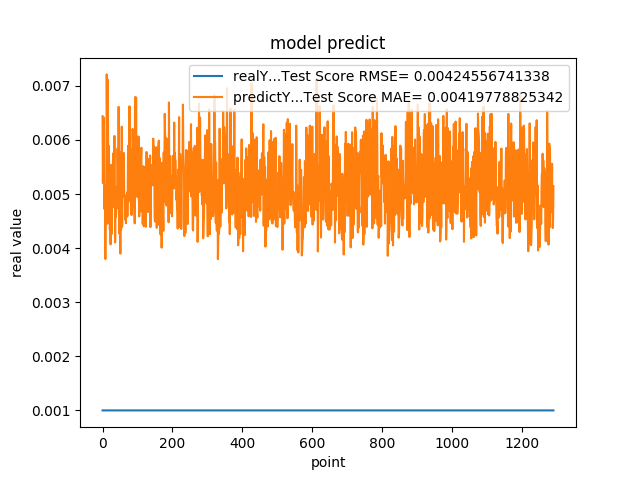 model predict
realY...Test Score RMSE= 0.00424556741338
predictY...Test Score MAE= 0.00419778825342
0.007
0.006
0.005
0.004
0.003
0.002
0.001
real value
0 200 400 600 800 1000 1200
point